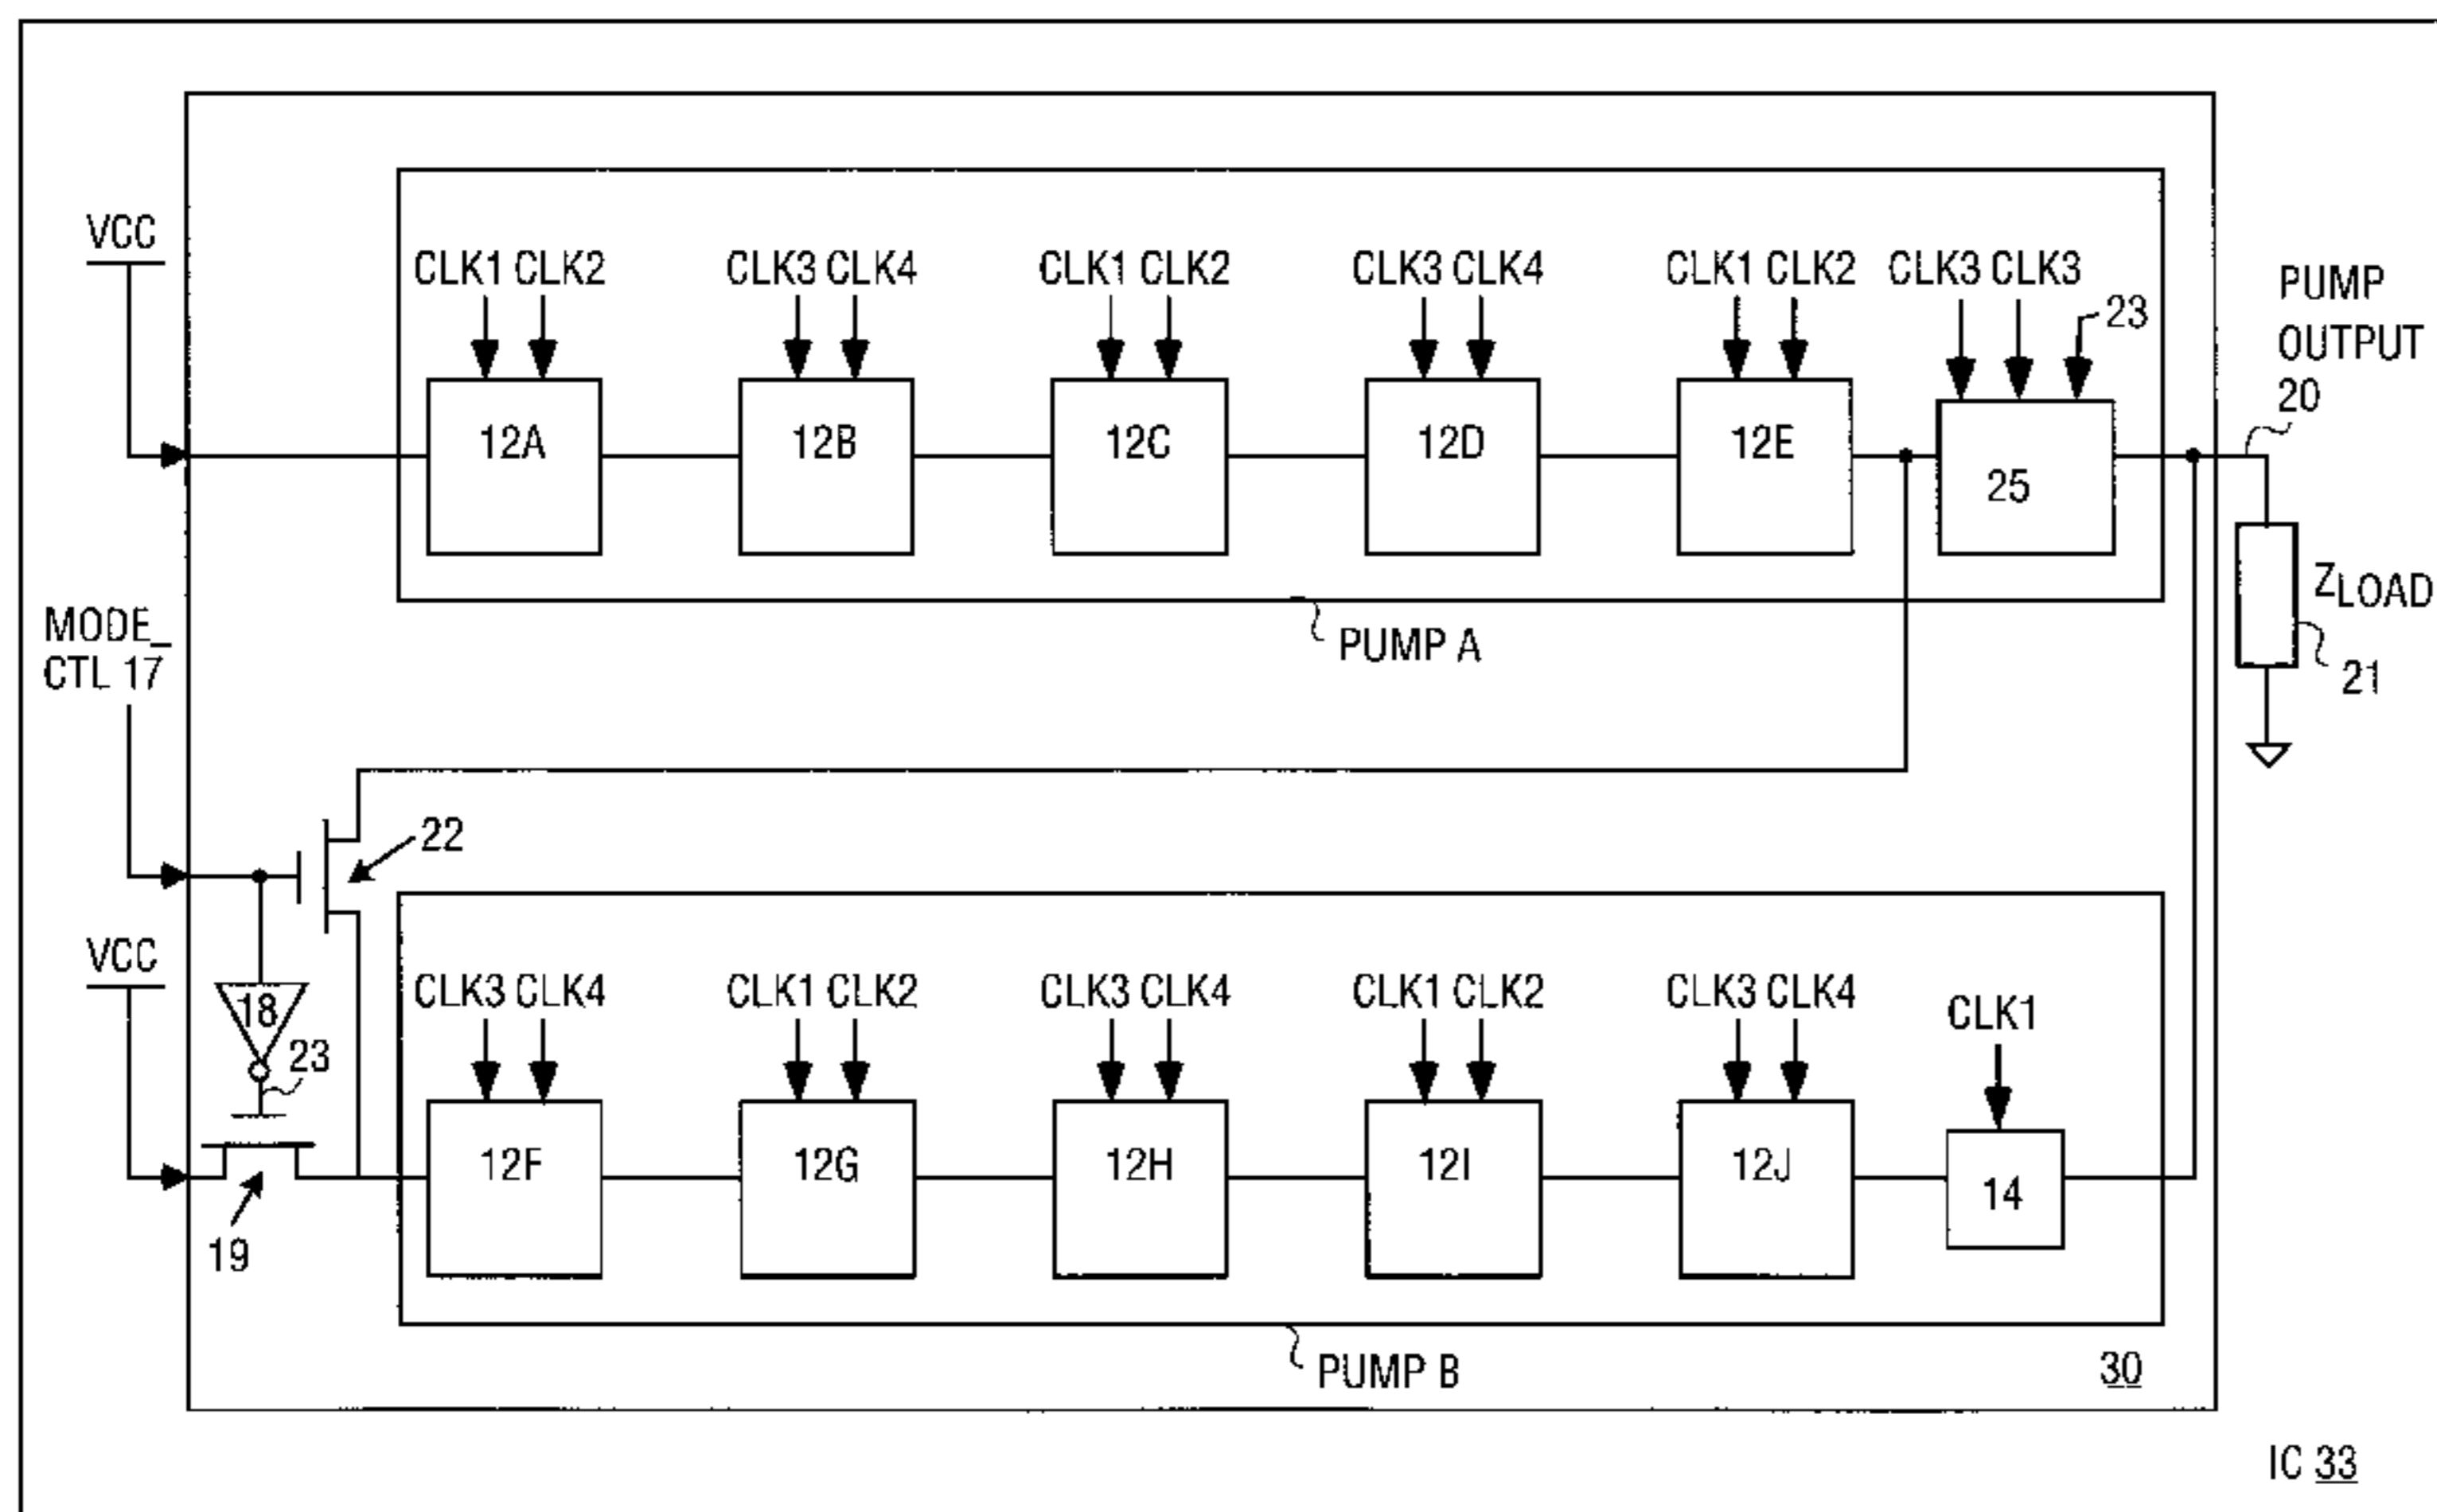 VCC
CLK1 CLK2
CLK3 CLK4
CLK1 CLK2
CLK3 CLK4
CLK1 CLK2
CLK3 CLK3
23
PUMP
OUTPUT
20
12A
12B
12C
12D
12E
25
ZLOAD
21
PUMP A
MODE_
CTL 17
22
VCC
18
23
19
CLK3 CLK4
CLK1 CLK2
CLK3 CLK4
CLK1 CLK2
CLK3 CLK4
CLK1
12F
12G
12H
12I
12J
14
PUMP B
30
IC 33